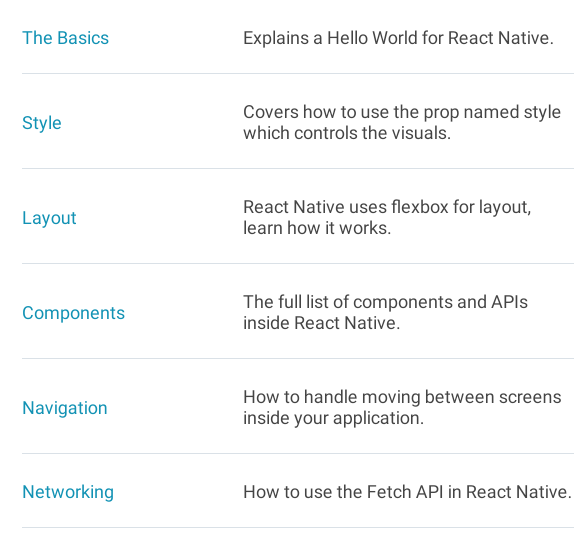 The Basics
Explains a Hello World for React Native.
Style
Covers how to use the prop named style
which controls the visuals.
Layout
React Native uses flexbox for layout,
learn how it works.
Components
The full list of components and APIs
inside React Native.
Navigation
How to handle moving between screens
inside your application.
Networking
How to use the Fetch API in React Native.